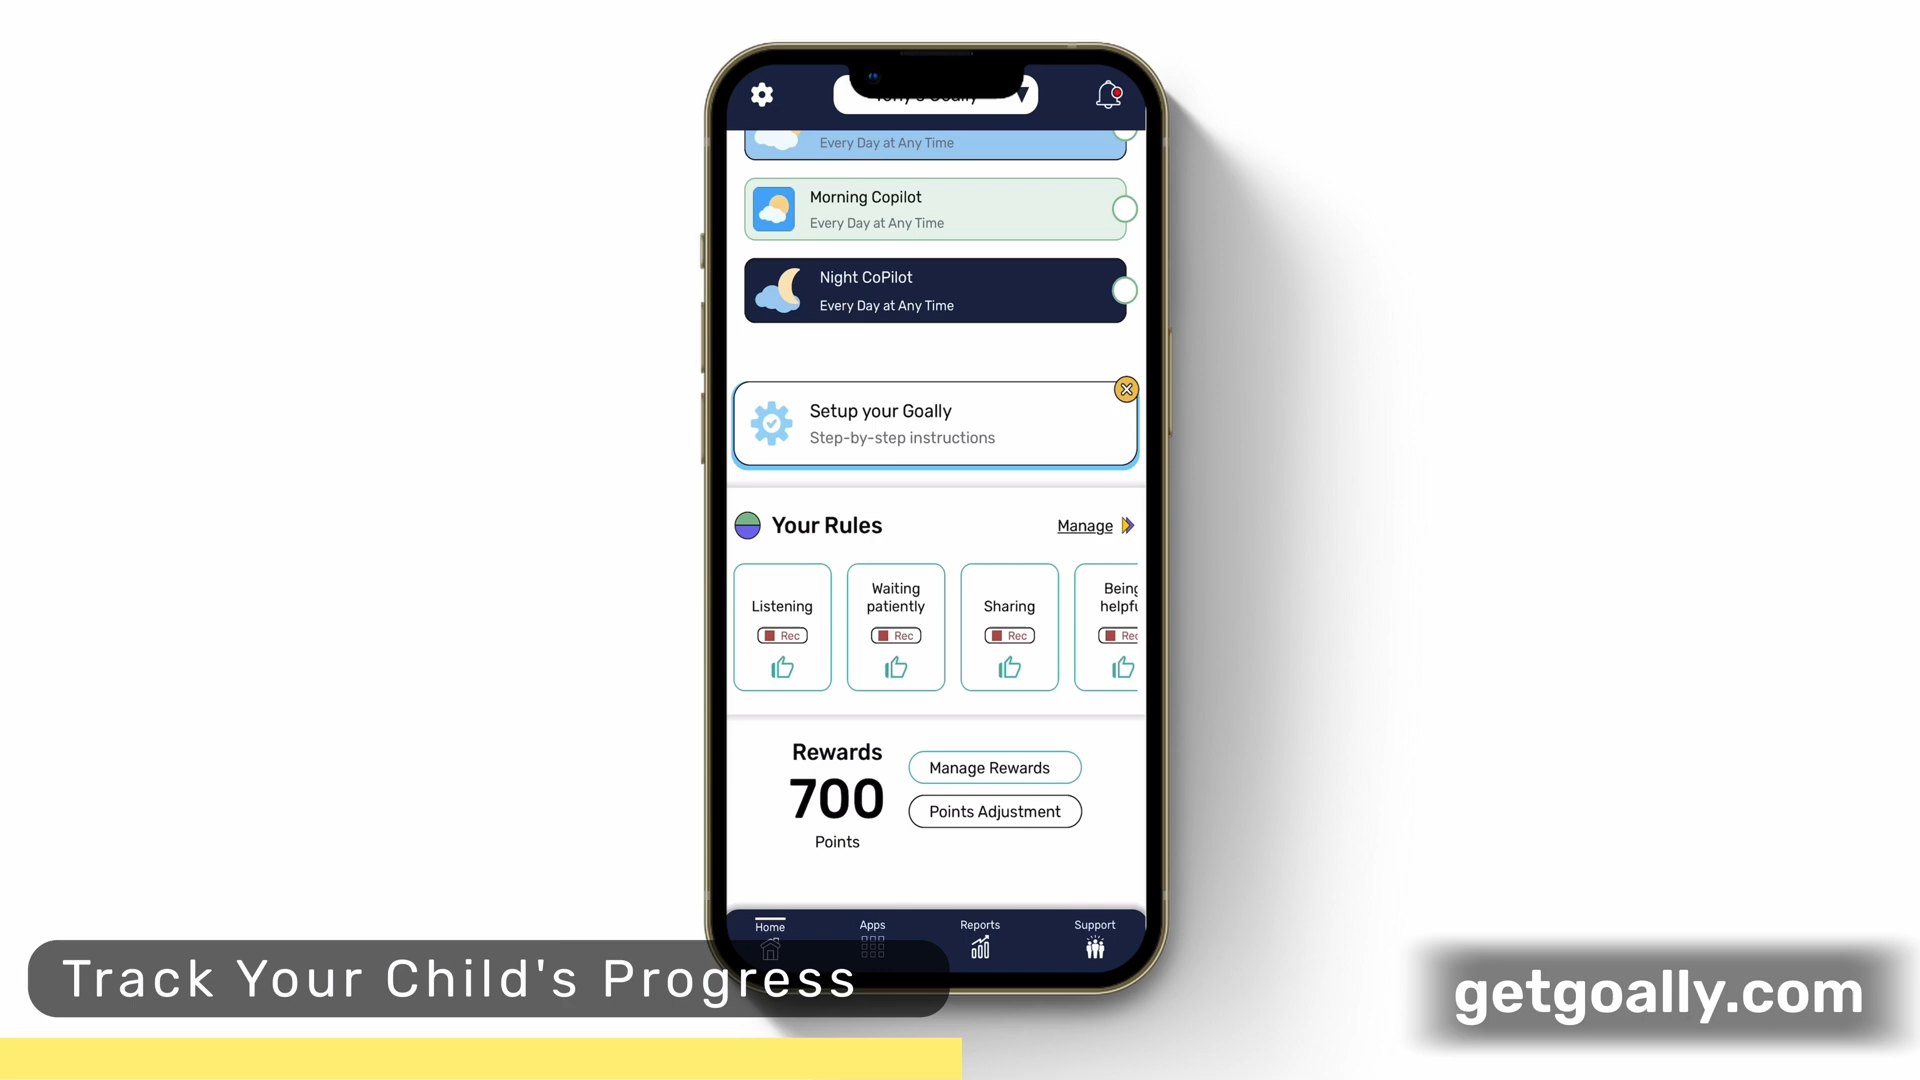 Every Day at Any Time
Morning Copilot
Every Day at Any Time
Night CoPilot
Every Day at Any Time
Setup your Goally
Step-by-step instructions
Your Rules
Manage
Listening
Rec
Waiting
patiently
Rec
Sharing
Rec
Rewards
700
Points
Manage Rewards
Points Adjustment
Home
Apps
Reports
Support
Track Your Child's Progress
getgoally.com